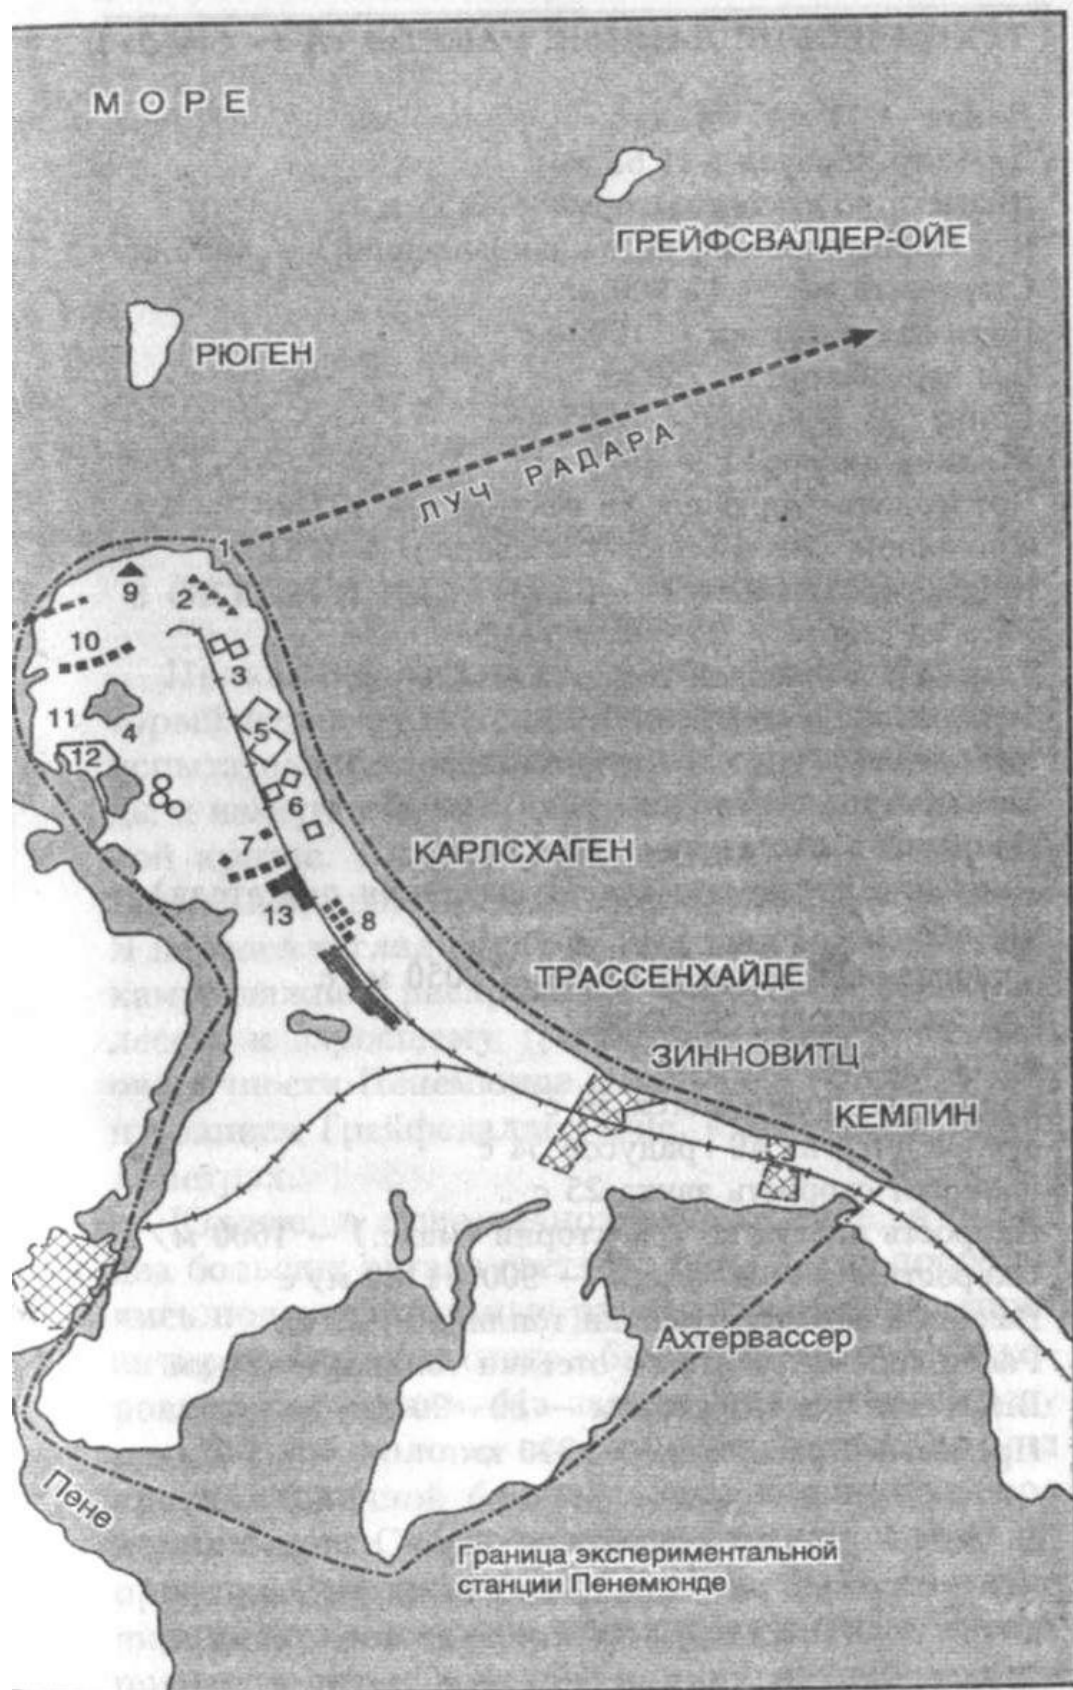 МОРЕ
ГРЕЙФСВАЛДЕР-ОЙЕ
РЮГЕН
ЛУЧ РАДАРА
1
9
2
10
3
11
4
5
12
6
7
КАРЛСХАГЕН
13
8
ТРАССЕНХАЙДЕ
ЗИННОВИТЦ
КЕМПИН
Ахтервассер
Пене
Граница экспериментальной
станции Пенемюнде